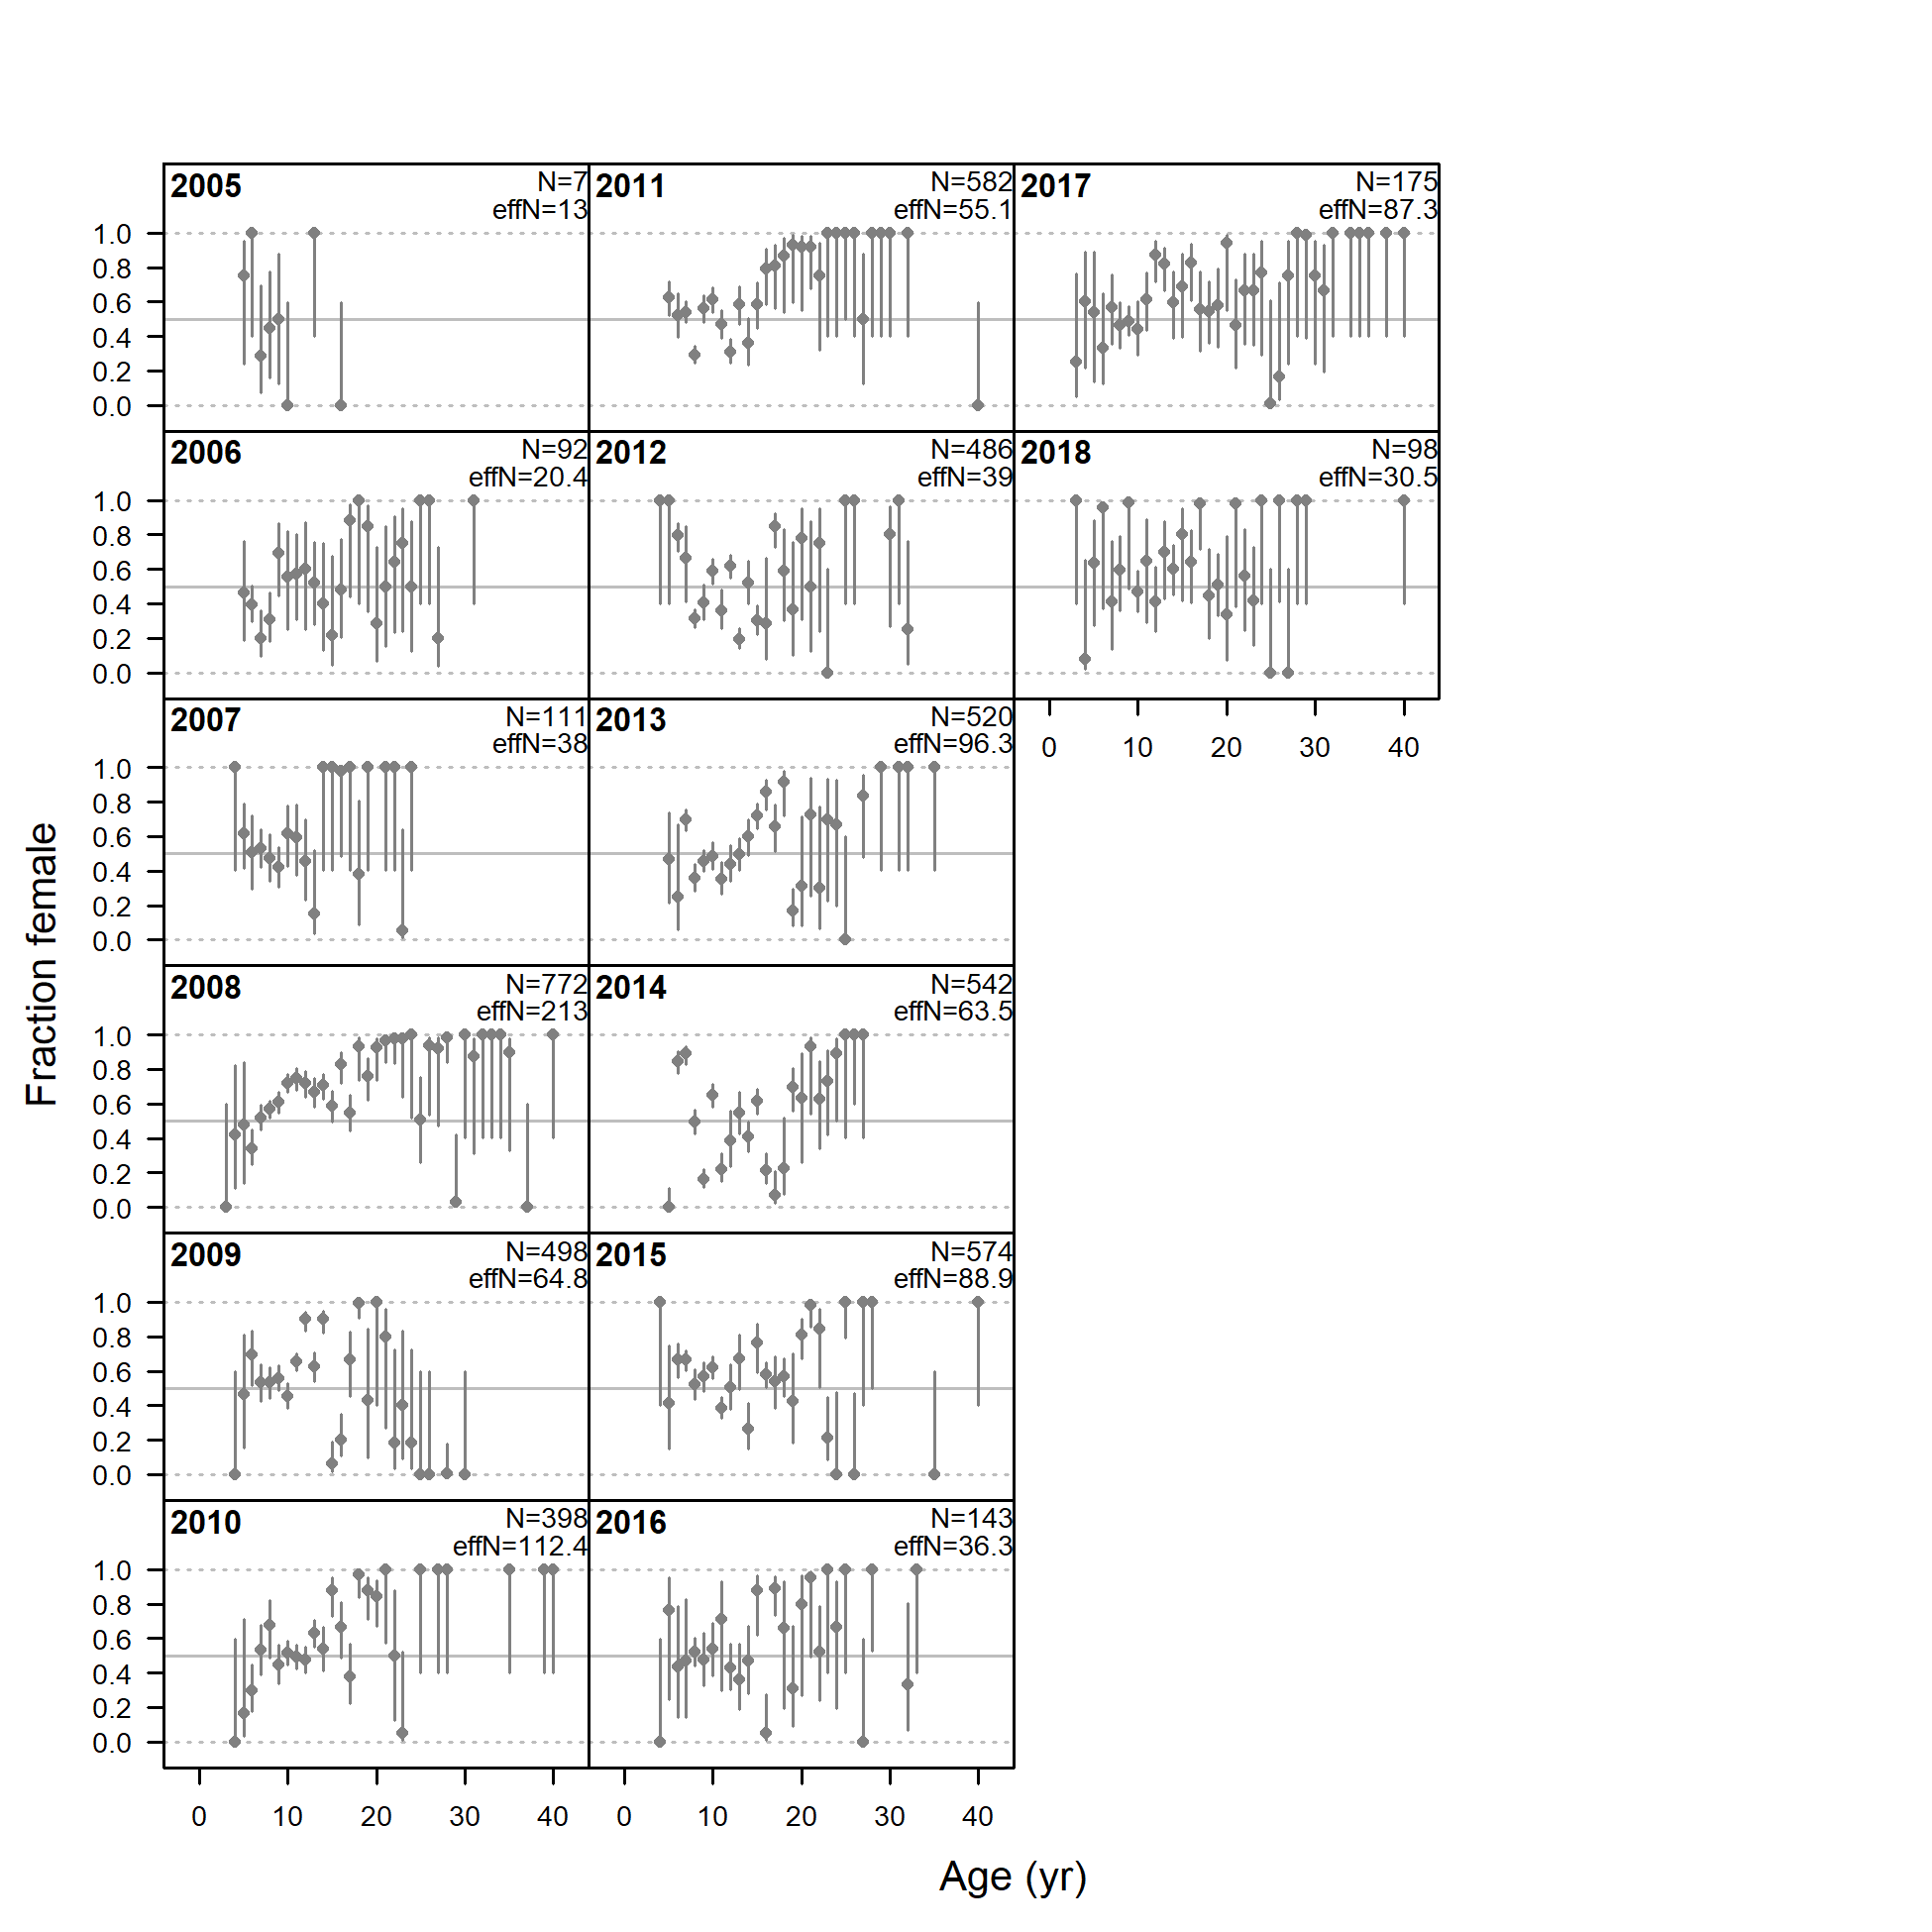 2005
N=7
effN=13
1.0
0.8
0.6
0.4
0.2
0.0
2006
N=92
effN=20.4
1.0
0.8
0.6
0.4
0.2
0.0
2007
N=111
effN=38
1.0
0.8
0.6
0.4
0.2
0.0
2008
N=772
effN=213
1.0
0.8
0.6
0.4
0.2
0.0
2009
N=498
effN=64.8
1.0
0.8
0.6
0.4
0.2
0.0
2010
N=398
effN=112.4
1.0
0.8
0.6
0.4
0.2
0.0
0 10 20 30 40
2011
N=582
effN=55.1
2012
N=486
effN=39
2013
N=520
effN=96.3
2014
N=542
effN=63.5
2015
N=574
effN=88.9
2016
N=143
effN=36.3
0 10 20 30 40
2017
N=175
effN=87.3
2018
N=98
effN=30.5
0 10 20 30 40
Fraction female
Age (yr)